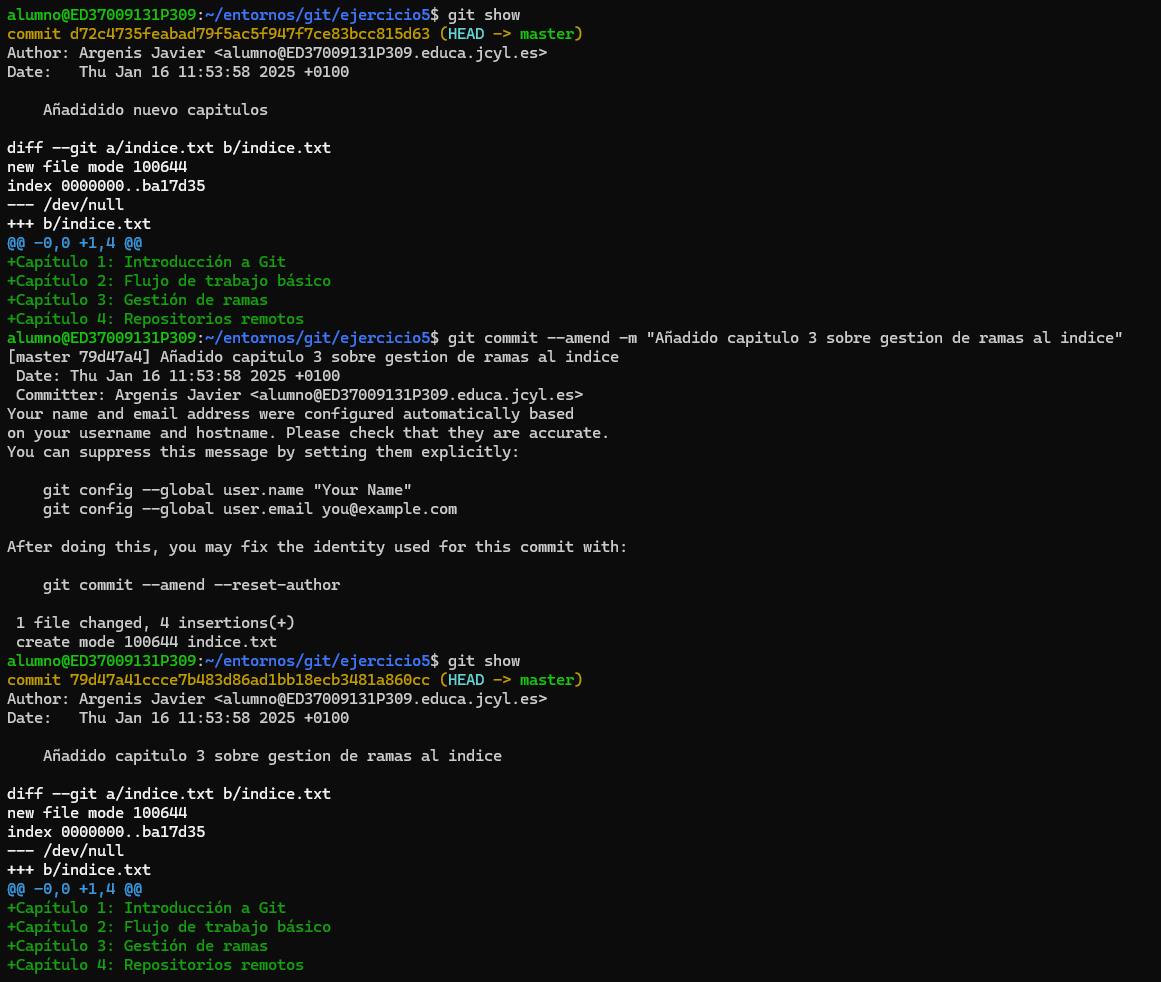 alumno@ED37009131P309:~/entornos/git/ejercicio5$ git show
commit d72c4735feabad79f5ac5f947f7ce83bcc815d63 (HEAD -> master)
Author: Argenis Javier <alumno@ED37009131P309.educa.jcyl.es>
Date:   Thu Jan 16 11:53:58 2025 +0100

    Añadidido nuevo capitulos

diff --git a/indice.txt b/indice.txt
new file mode 100644
index 0000000..ba17d35
--- /dev/null
+++ b/indice.txt
@@ -0,0 +1,4 @@
+Capítulo 1: Introducción a Git
+Capítulo 2: Flujo de trabajo básico
+Capítulo 3: Gestión de ramas
+Capítulo 4: Repositorios remotos
alumno@ED37009131P309:~/entornos/git/ejercicio5$ git commit --amend -m "Añadido capitulo 3 sobre gestion de ramas al indice"
[master 79d47a4] Añadido capitulo 3 sobre gestion de ramas al indice
 Date: Thu Jan 16 11:53:58 2025 +0100
 Committer: Argenis Javier <alumno@ED37009131P309.educa.jcyl.es>
Your name and email address were configured automatically based
on your username and hostname. Please check that they are accurate.
You can suppress this message by setting them explicitly:

    git config --global user.name "Your Name"
    git config --global user.email you@example.com

After doing this, you may fix the identity used for this commit with:

    git commit --amend --reset-author

 1 file changed, 4 insertions(+)
 create mode 100644 indice.txt
alumno@ED37009131P309:~/entornos/git/ejercicio5$ git show
commit 79d47a41ccce7b483d86ad1bb18ecb3481a860cc (HEAD -> master)
Author: Argenis Javier <alumno@ED37009131P309.educa.jcyl.es>
Date:   Thu Jan 16 11:53:58 2025 +0100

    Añadido capitulo 3 sobre gestion de ramas al indice

diff --git a/indice.txt b/indice.txt
new file mode 100644
index 0000000..ba17d35
--- /dev/null
+++ b/indice.txt
@@ -0,0 +1,4 @@
+Capítulo 1: Introducción a Git
+Capítulo 2: Flujo de trabajo básico
+Capítulo 3: Gestión de ramas
+Capítulo 4: Repositorios remotos